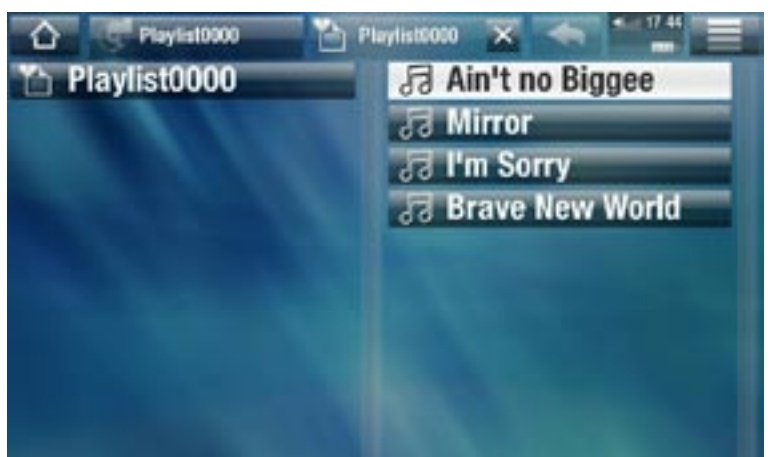 Playlist0000
Playlist0000
17 44
Playlist0000
Ain't no Biggee
Mirror
I'm Sorry
Brave New World